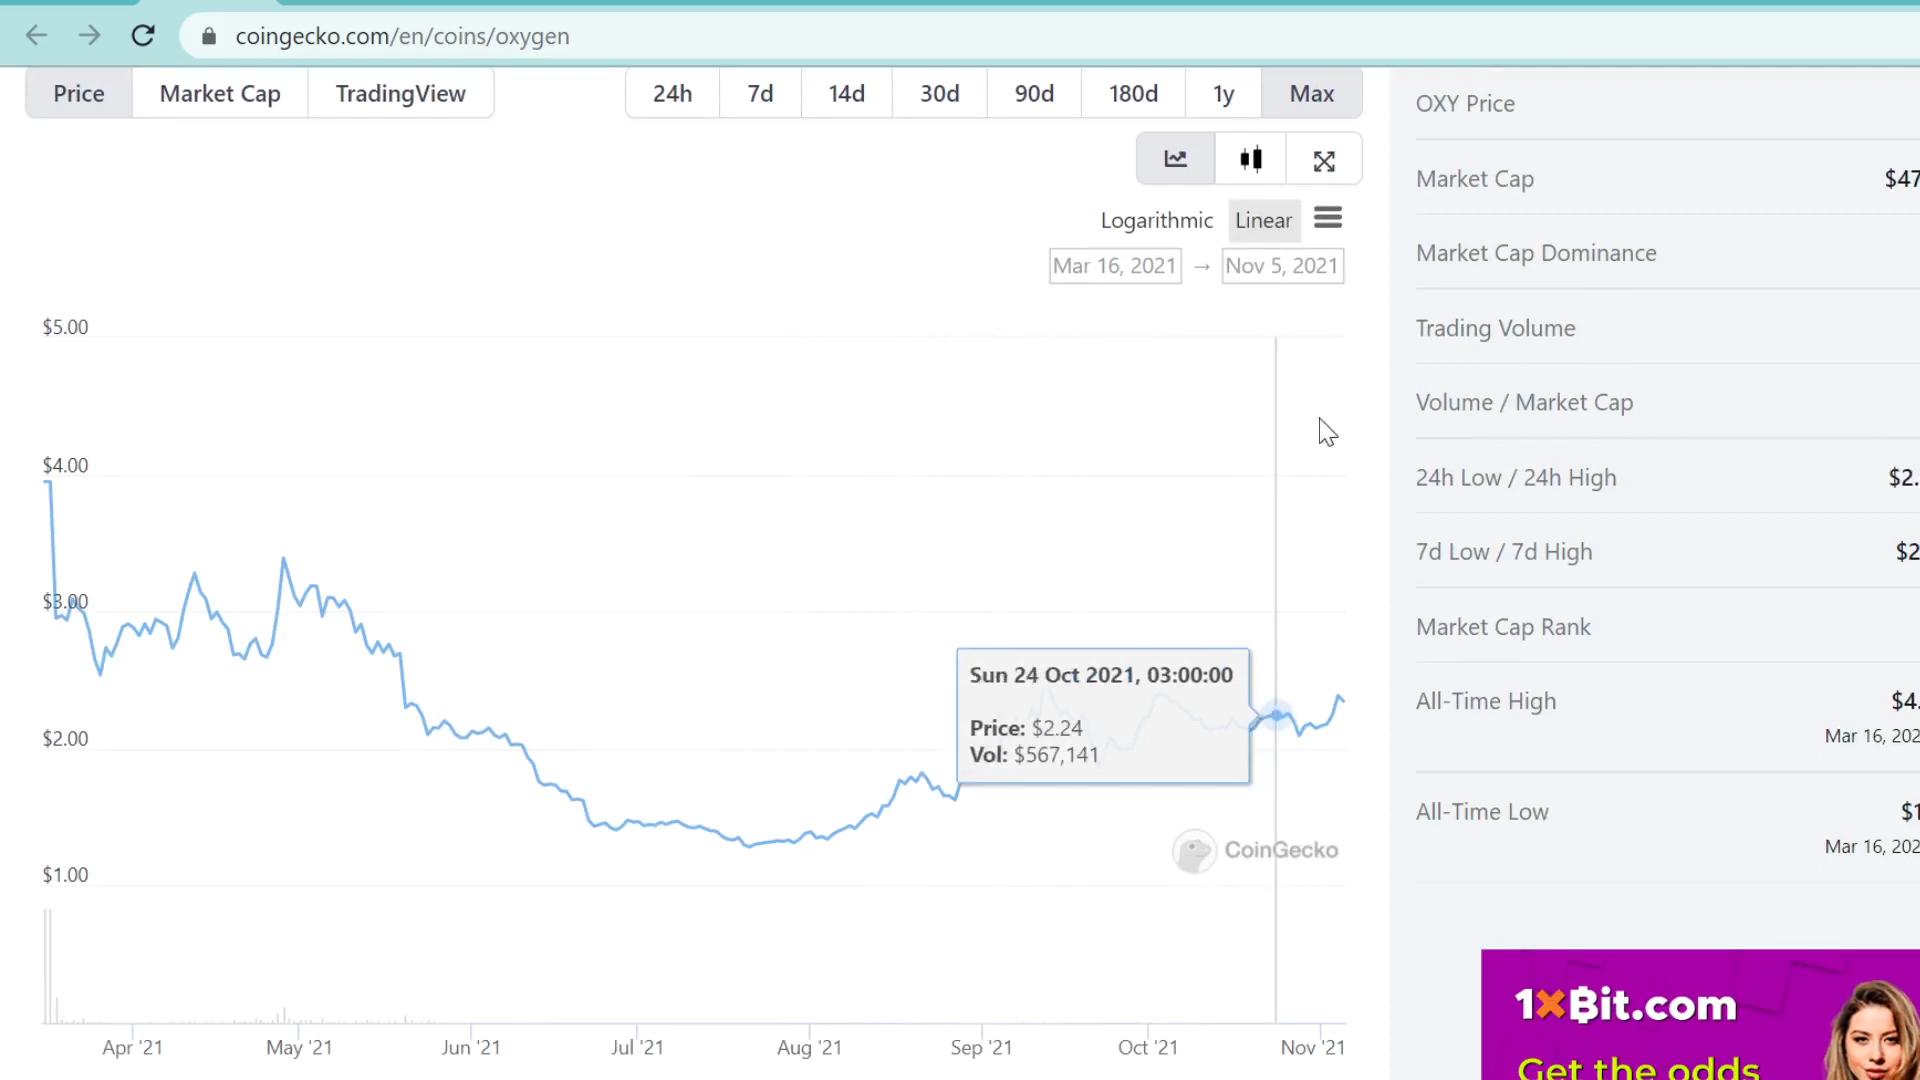 coingecko.com/en/coins/oxygen
Price Market Cap TradingView 24h 7d 14d 30d 90d 180d 1y Max
Logarithmic Linear
Mar 16, 2021 → Nov 5, 2021
$5.00
$4.00
$3.00
$2.00
$1.00
Sun 24 Oct 2021, 03:00:00
Price: $2.24
Vol: $567,141
CoinGecko
Apr '21 May '21 Jun '21 Jul '21 Aug '21 Sep '21 Oct '21 Nov '21
OXY Price
Market Cap $47
Market Cap Dominance
Trading Volume
Volume / Market Cap
24h Low / 24h High $2.
7d Low / 7d High $2
Market Cap Rank
All-Time High $4.
Mar 16, 202
All-Time Low $1
Mar 16, 202
1×Bit.com
Get the odds